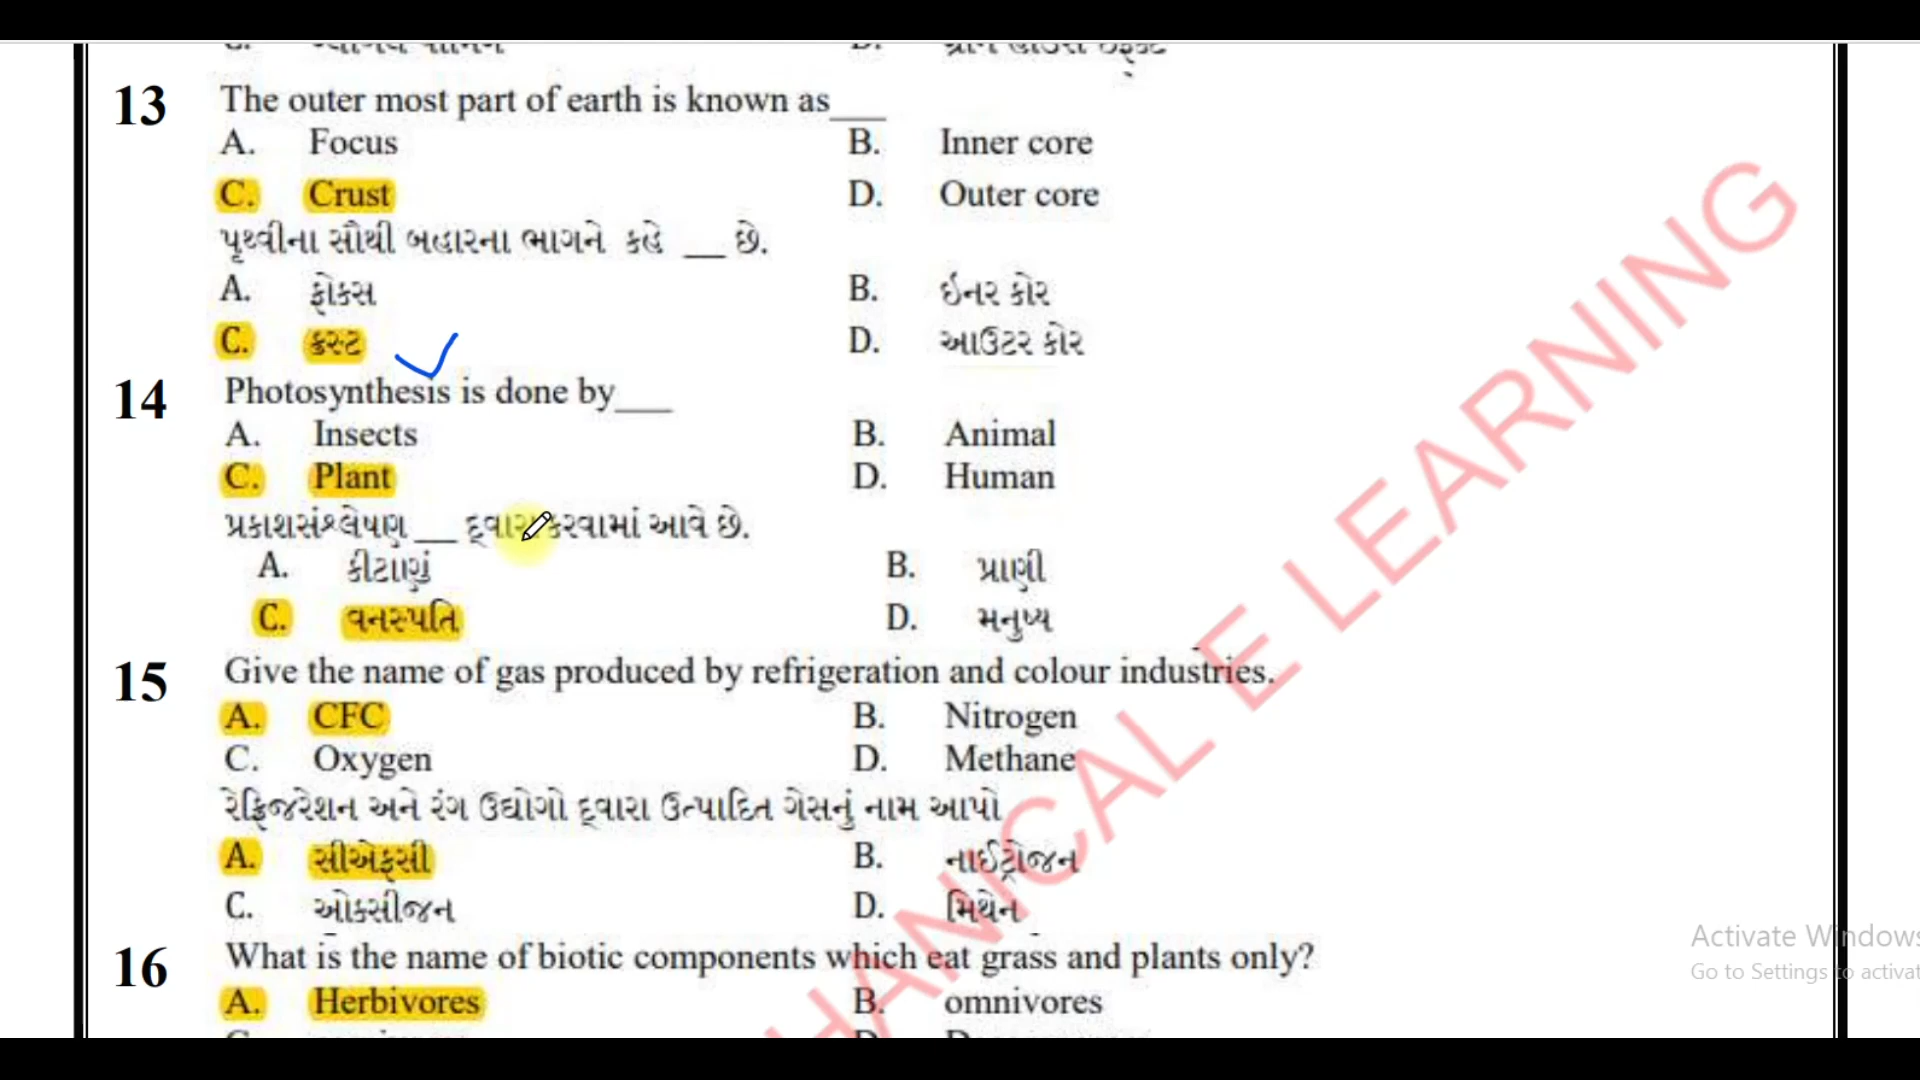 13 The outer most part of earth is known as___
A. Focus B. Inner core
C. Crust D. Outer core
પૃથ્વીના સૌથી બહારના ભાગને કહે __ છે.
A. ફોકસ B. ઈનર કોર
C. ક્રસ્ટ D. આઉટર કોર
14 Photosynthesis is done by___
A. Insects B. Animal
C. Plant D. Human
પ્રકાશસંશ્લેષણ __ દ્વારા કરવામાં આવે છે.
A. કીટાણું B. પ્રાણી
C. વનસ્પતિ D. મનુષ્ય
15 Give the name of gas produced by refrigeration and colour industries.
A. CFC B. Nitrogen
C. Oxygen D. Methane
રેફ્રિજરેશન અને રંગ ઉદ્યોગો દ્વારા ઉત્પાદિત ગેસનું નામ આપો
A. સીએફસી B. નાઈટ્રોજન
C. ઓક્સીજન D. મિથેન
16 What is the name of biotic components which eat grass and plants only?
A. Herbivores B. omnivores
HANICAL E LEARNING
Activate Windows
Go to Settings to activat